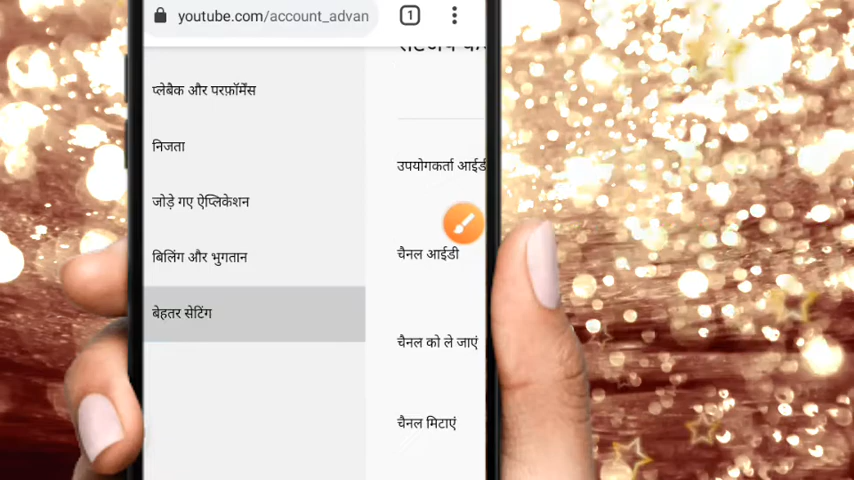 youtube.com/account_advan
1
प्लेबैक और परफ़ॉर्मेंस
निजता
उपयोगकर्ता आईडी
जोड़े गए ऐप्लिकेशन
चैनल आईडी
बिलिंग और भुगतान
बेहतर सेटिंग
चैनल को ले जाएं
चैनल मिटाएं